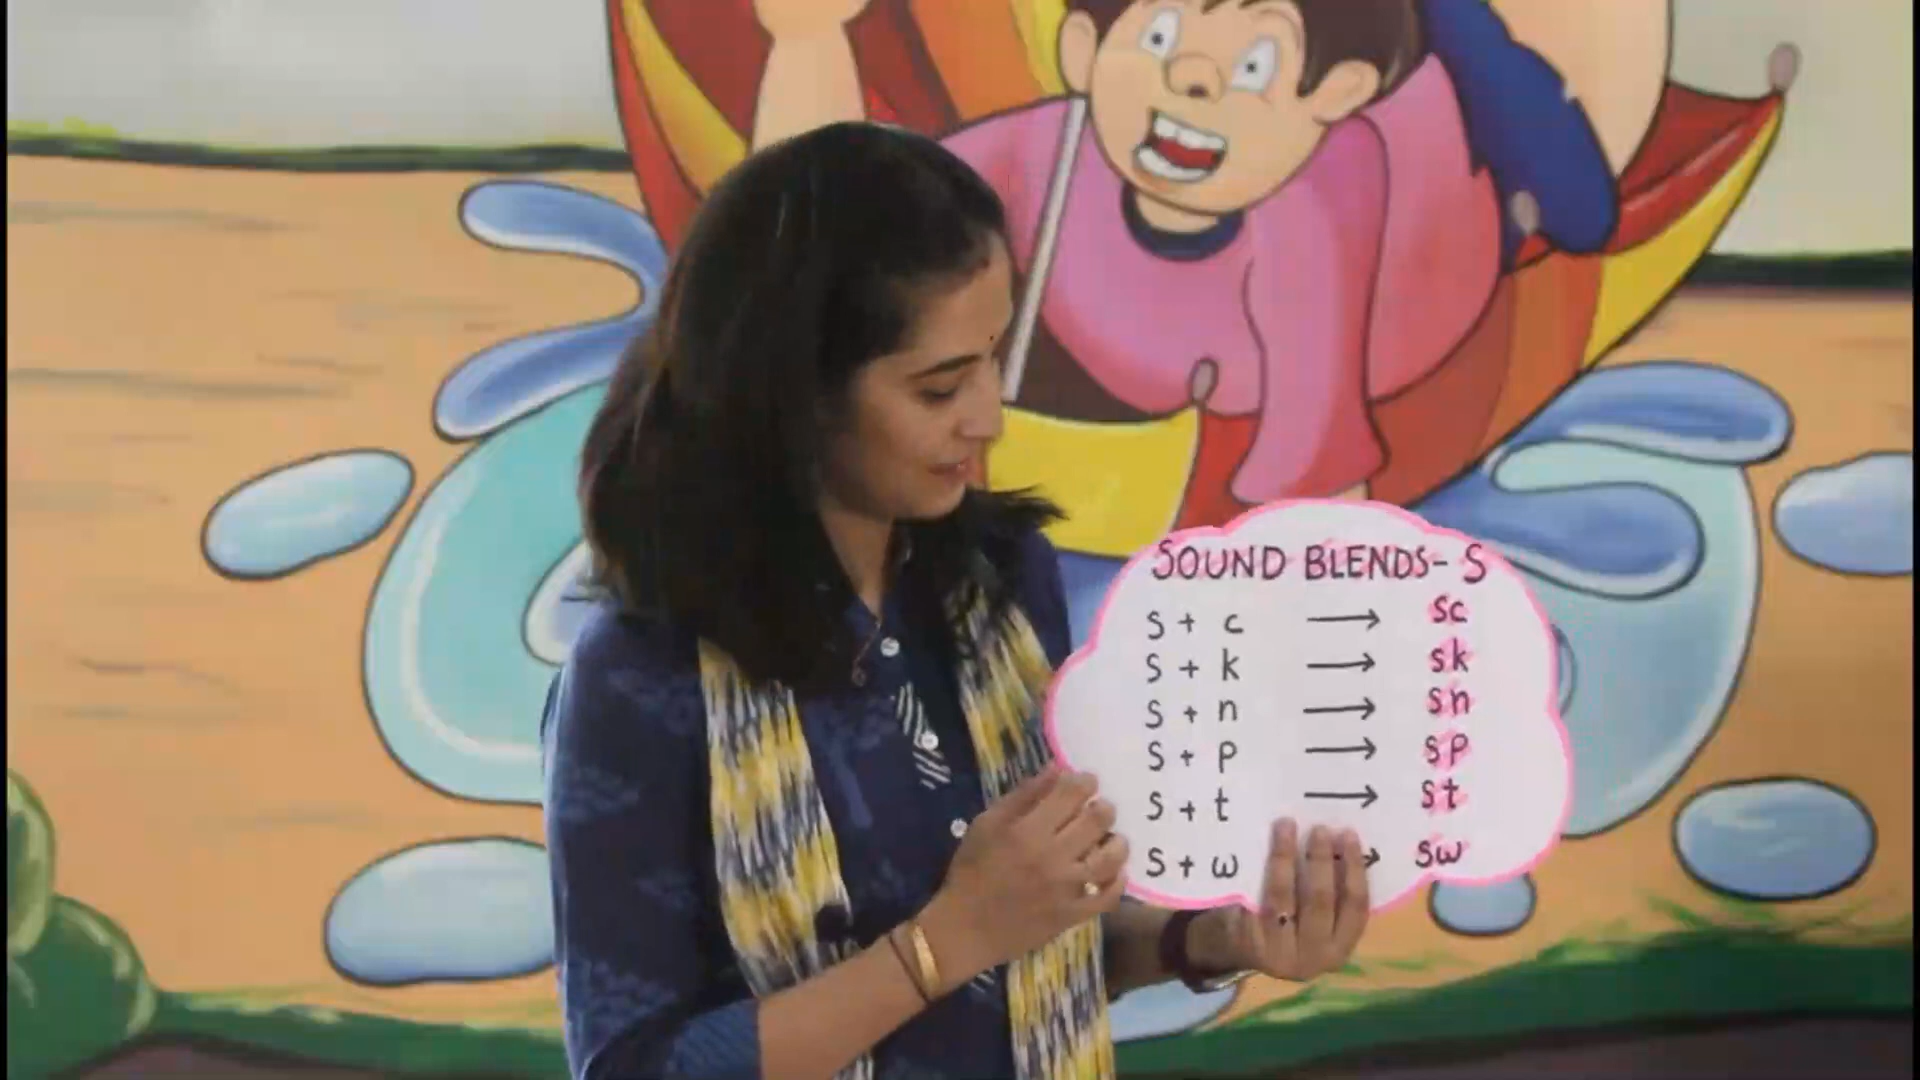 SOUND BLENDS- S
s + c → sc
s + k → sk
s + n → sn
s + p → sp
s + t → st
s + w → sw